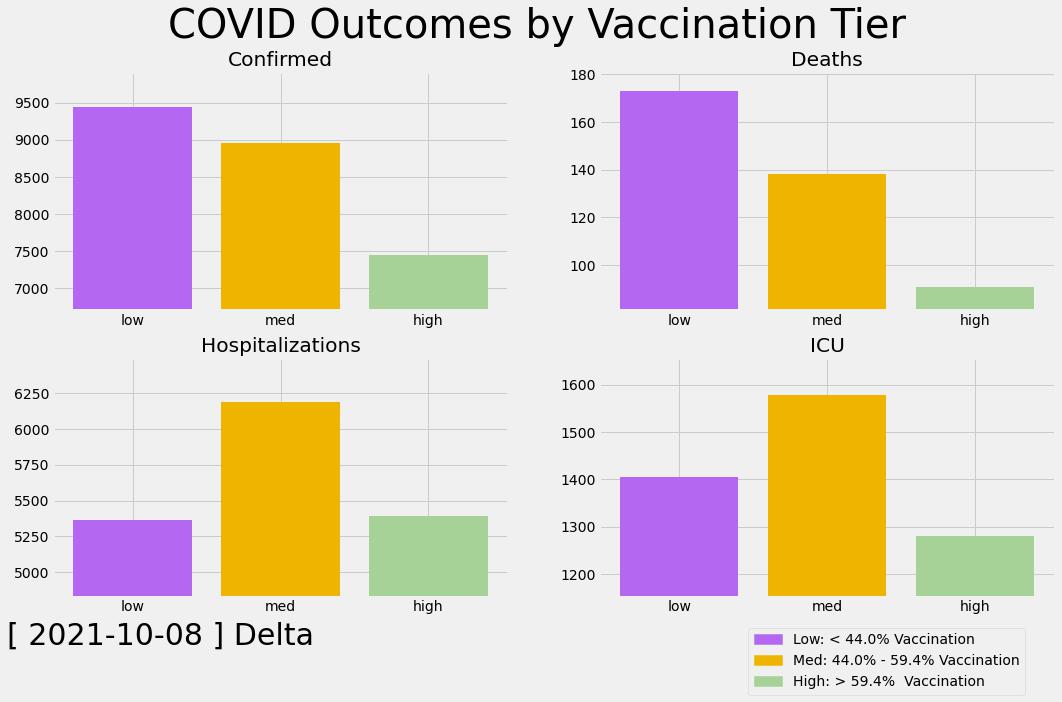 COVID Outcomes by Vaccination Tier
Confirmed
9500
9000
8500
8000
7500
7000
low med high
Deaths
180
160
140
120
100
low med high
Hospitalizations
6250
6000
5750
5500
5250
5000
low med high
ICU
1600
1500
1400
1300
1200
low med high
[ 2021-10-08 ] Delta
Low: < 44.0% Vaccination
Med: 44.0% - 59.4% Vaccination
High: > 59.4%  Vaccination